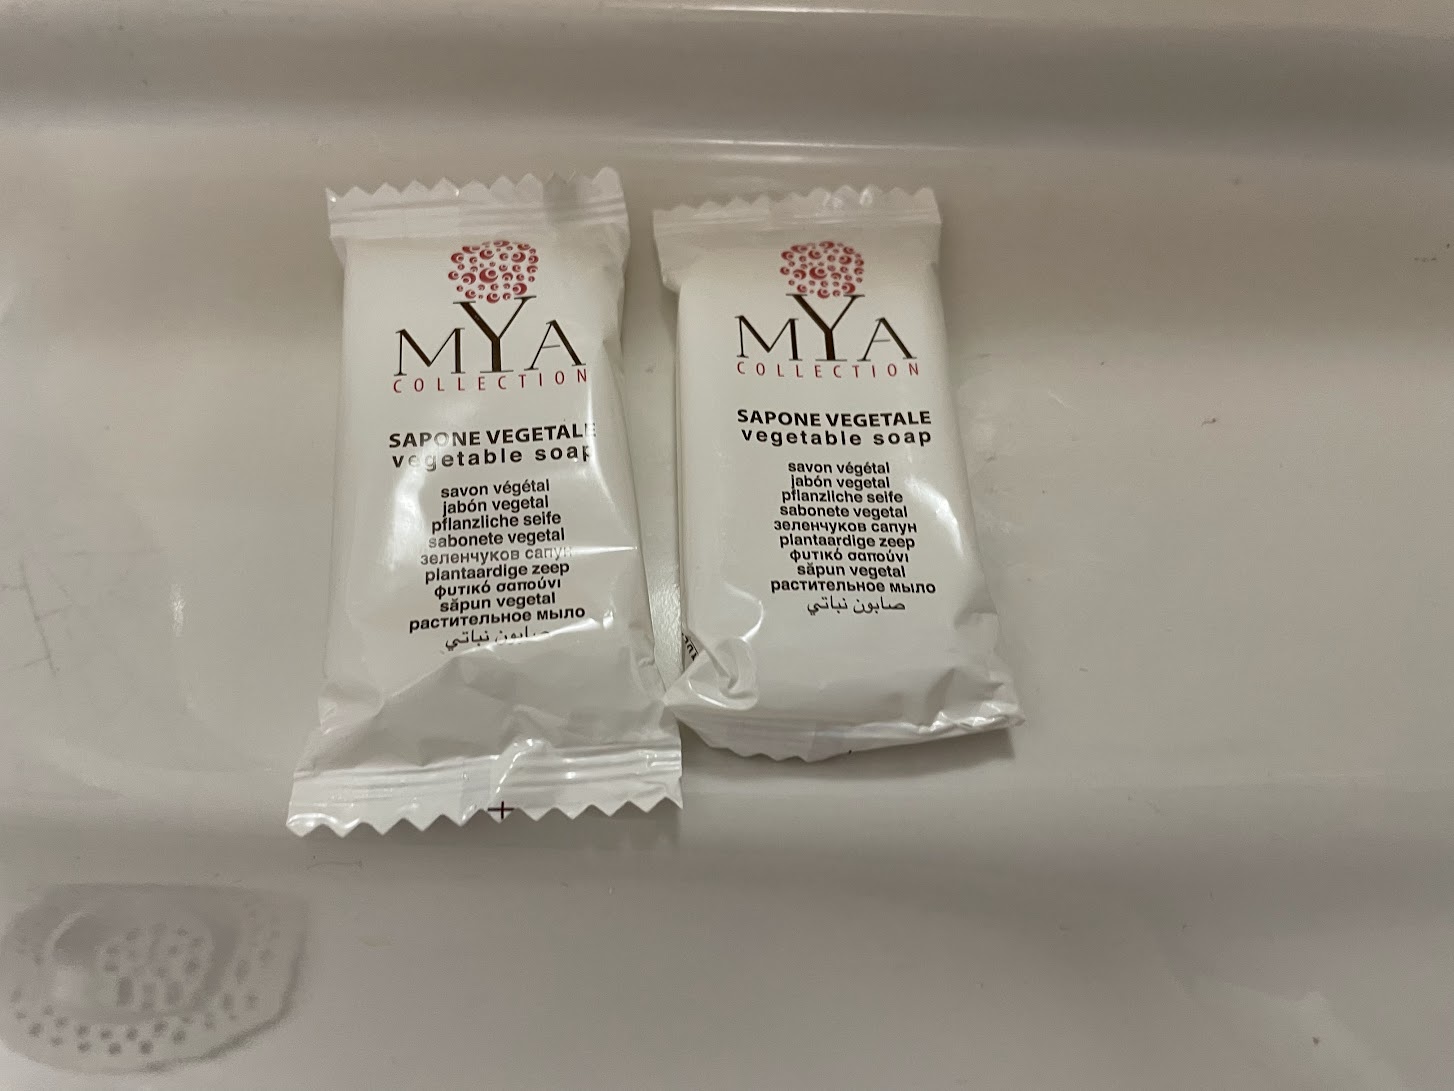 MYA
COLLECTION
SAPONE VEGETALE
vegetable soap
savon végétal
jabón vegetal
pflanzliche seife
sabonete vegetal
зеленчуков сапун
plantaardige zeep
φυτικό σαπούνι
săpun vegetal
растительное мыло
صابون نباتي
MYA
COLLECTION
SAPONE VEGETALE
vegetable soap
savon végétal
jabón vegetal
pflanzliche seife
sabonete vegetal
зеленчуков сапун
plantaardige zeep
φυτικό σαπούνι
săpun vegetal
растительное мыло
صابون نباتي